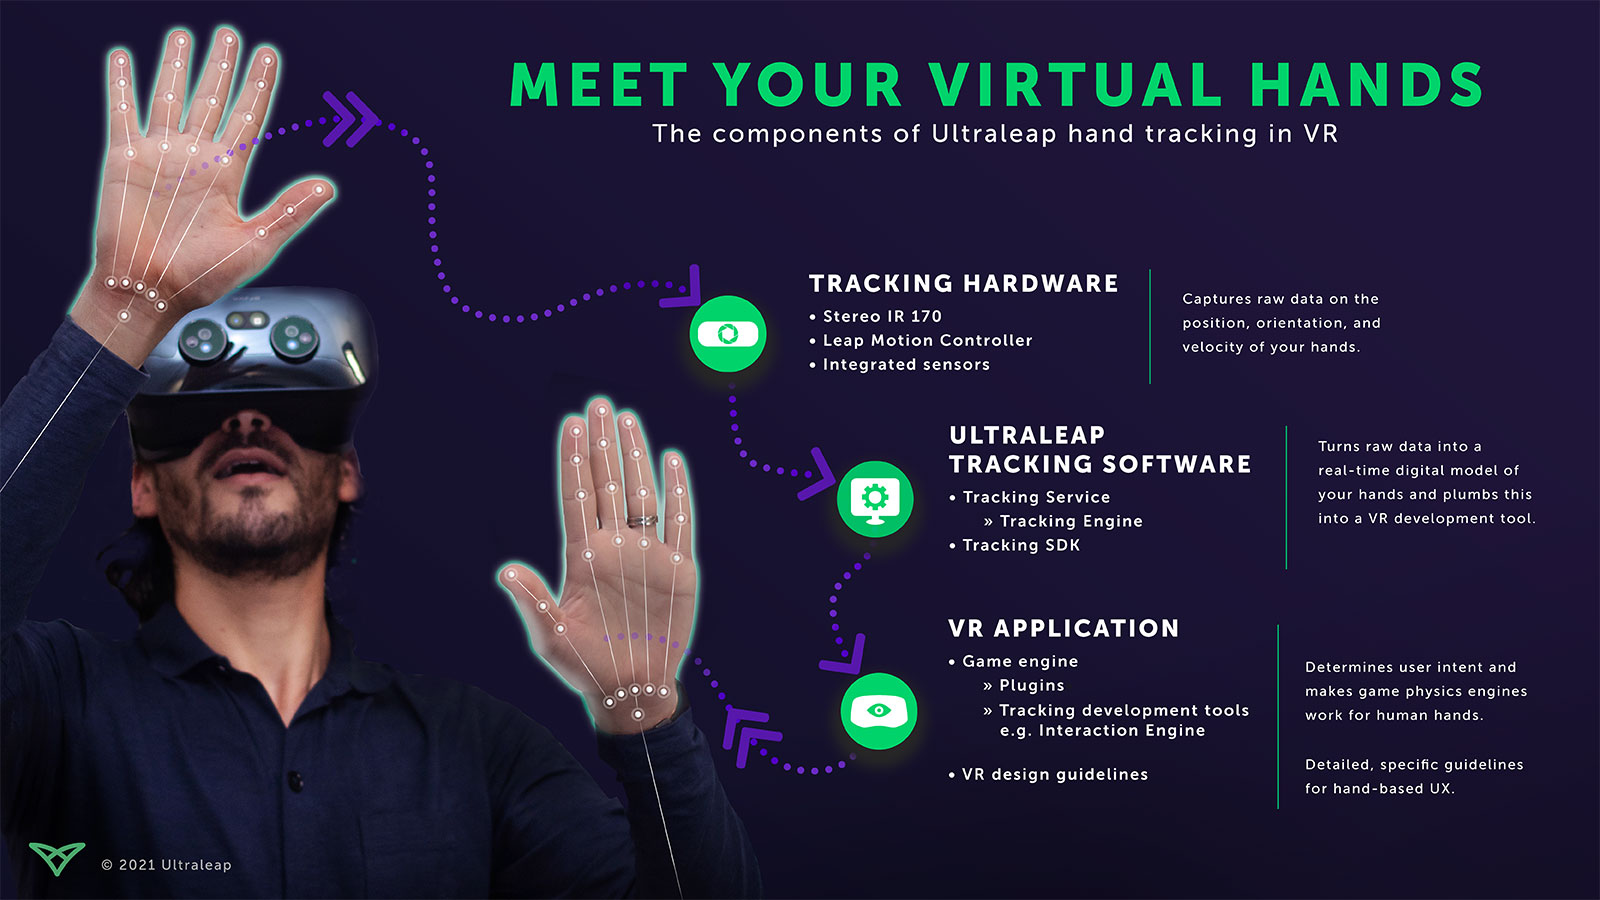 MEET YOUR VIRTUAL HANDS
The components of Ultraleap hand tracking in VR
TRACKING HARDWARE
• Stereo IR 170
• Leap Motion Controller
• Integrated sensors
Captures raw data on the
position, orientation, and
velocity of your hands.
ULTRALEAP
TRACKING SOFTWARE
• Tracking Service
» Tracking Engine
• Tracking SDK
Turns raw data into a
real-time digital model of
your hands and plumbs this
into a VR development tool.
VR APPLICATION
• Game engine
» Plugins
» Tracking development tools
e.g. Interaction Engine
• VR design guidelines
Determines user intent and
makes game physics engines
work for human hands.
Detailed, specific guidelines
for hand-based UX.
© 2021 Ultraleap